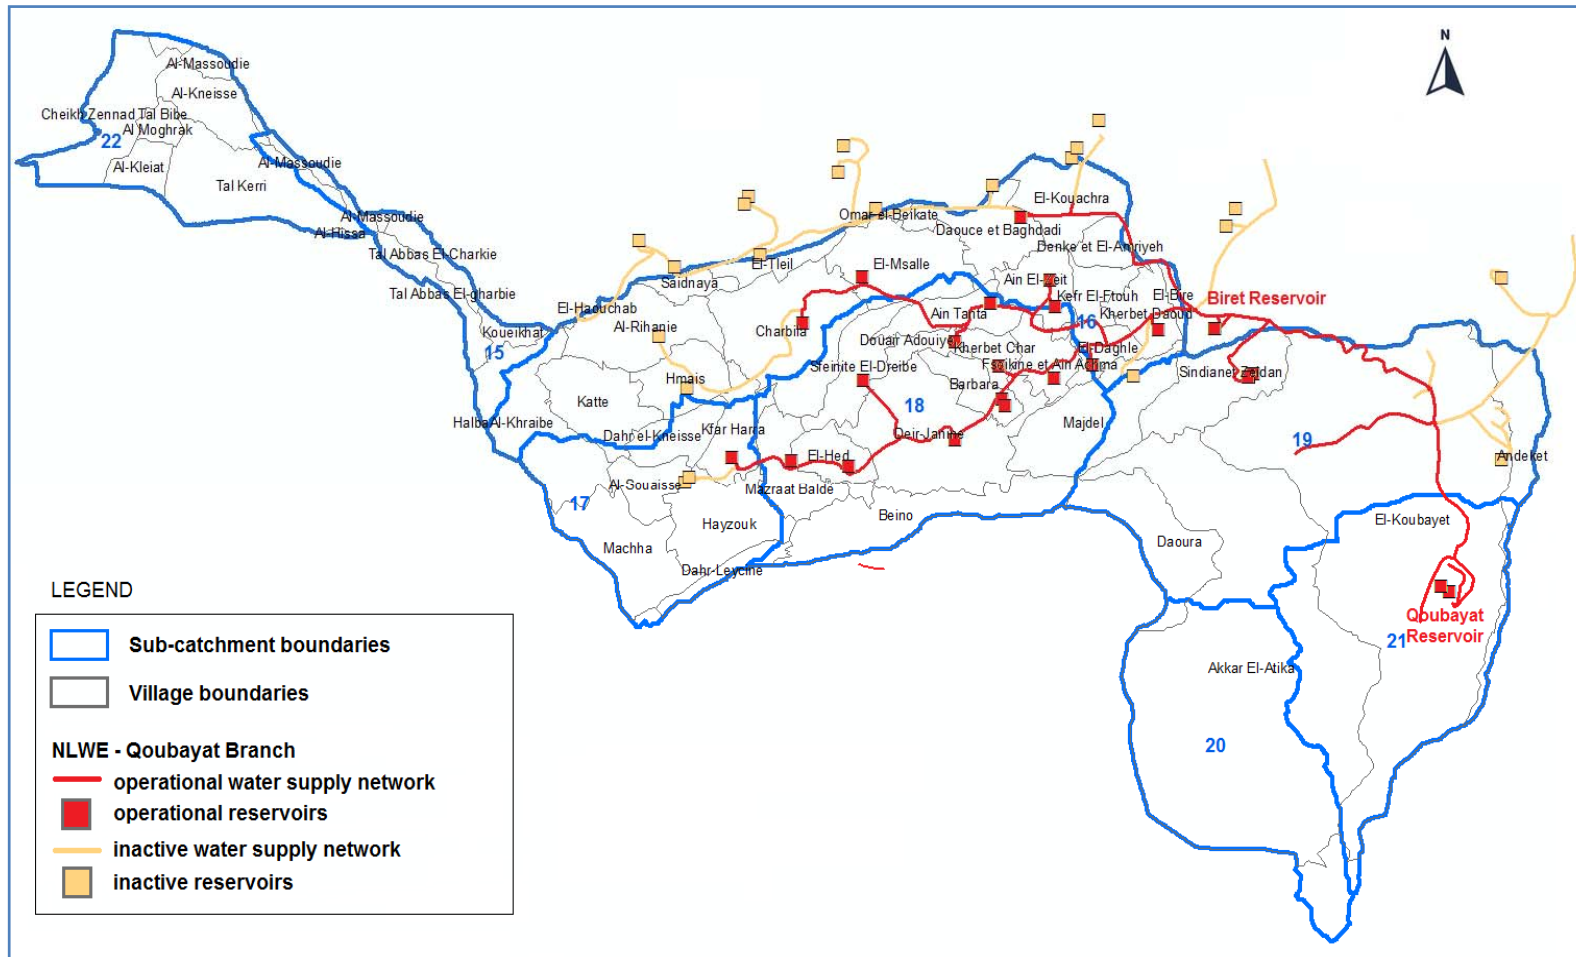 N
Al-Massoudie
Al-Kneisse
Cheikh Zennad Tal Bibe
Al Moghrak
22
Al-Kleiat
Al-Massoudie
Tal Kerri
Al-Massoudie
Al-Hissa
Tal Abbas El-Charkie
Tal Abbas El-gharbie
Koueikhat
15
El-Haouchab
Al-Rihanie
Saidnaya
El-Tleil
Omar el-Beikate
El-Kouachra
Daouce et Baghdadi
Denke et El-Amriyeh
El-Msalle
Ain El-Zeit
Kefr El-Ftouh
El-Bire
Biret Reservoir
Kherbet Daoud
16
Ain Tanta
Charbila
Douair Adouiye
Kherbet Char
El-Daghle
Sfeinite El-Dreibe
Fseikine et Ain Achma
Sindianet Zeidan
Hmais
Barbara
Katte
18
Halba
Al-Khraibe
Dahr el-Kneisse
Kfar Harra
Deir-Janine
Majdel
19
Andeket
El-Hed
Al-Souaisse
Mazraat Balde
17
Hayzouk
Beino
El-Koubayet
Machha
Daoura
Dahr-Leycine
Qoubayat
Reservoir
21
Akkar El-Atika
20
LEGEND
Sub-catchment boundaries
Village boundaries
NLWE - Qoubayat Branch
operational water supply network
operational reservoirs
inactive water supply network
inactive reservoirs